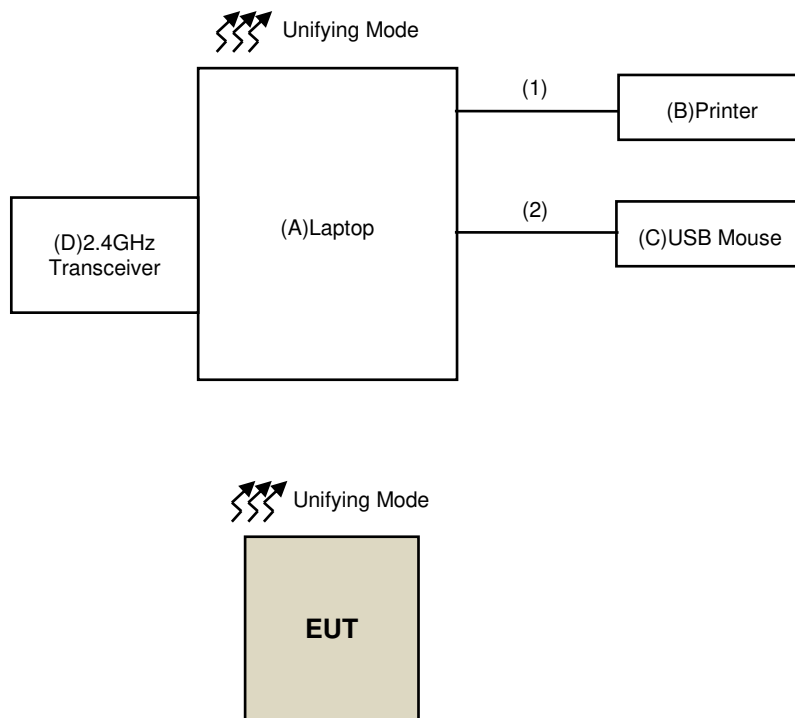 Unifying Mode
(1)
(B)Printer
(2)
(A)Laptop
(C)USB Mouse
(D)2.4GHz
Transceiver
Unifying Mode
EUT